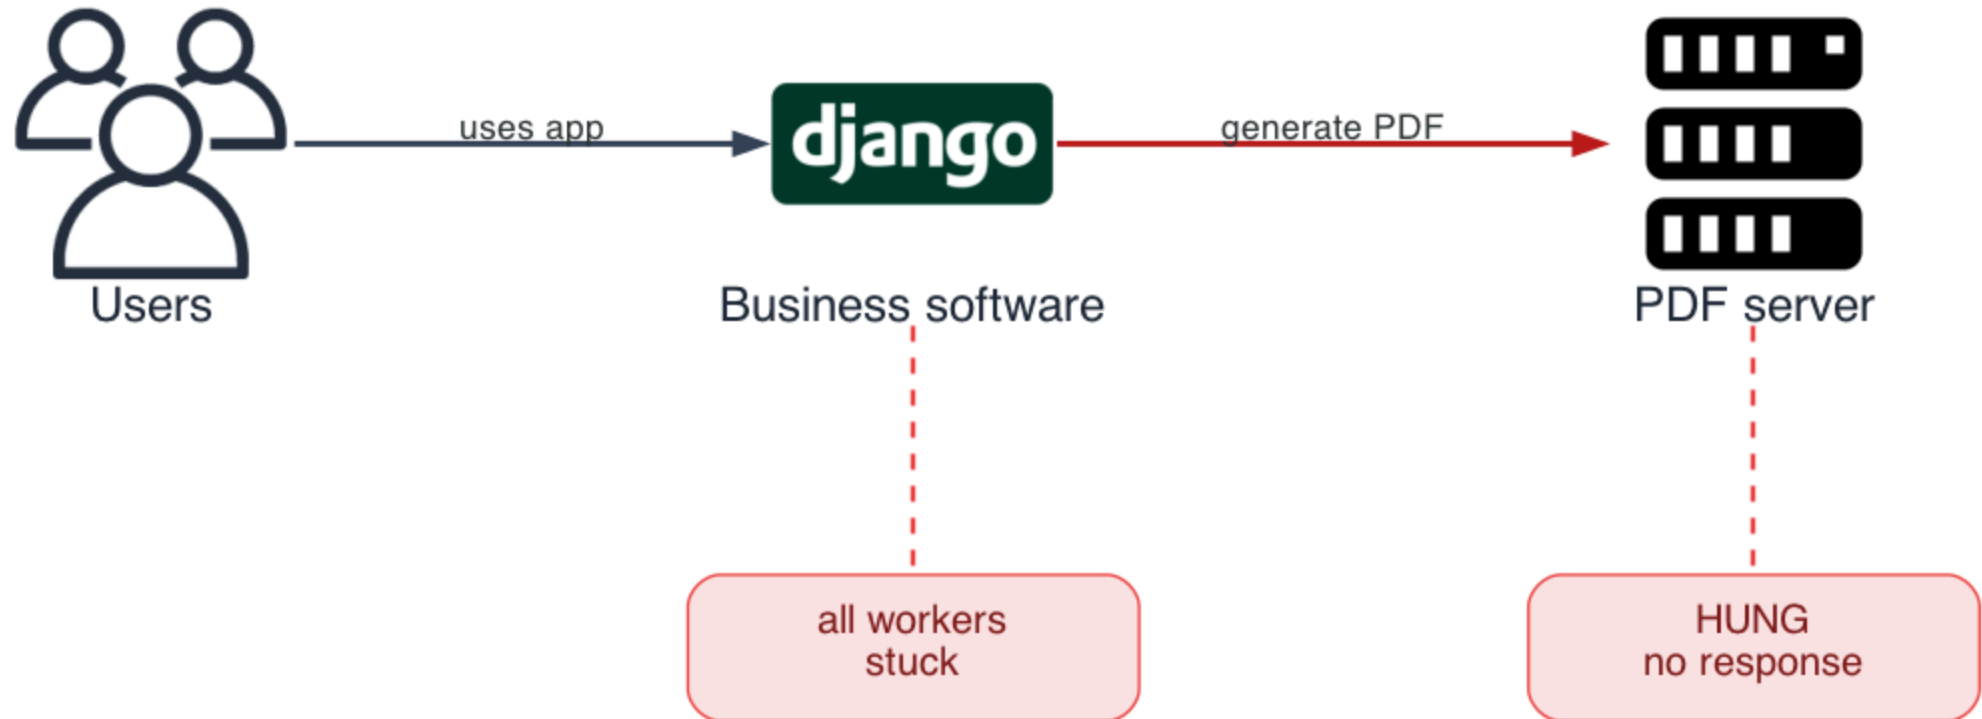 uses app
django
generate PDF
Users
Business software
PDF server
all workers
stuck
HUNG
no response